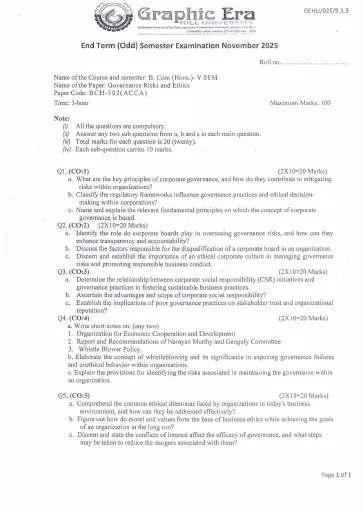 GEHU/02E/9.1.3
Graphic Era
HILL UNIVERSITY
End Term (Odd) Semester Examination November 2025
Roll no..............................
Name of the Course and semester: B. Com (Hons.)- V SEM
Name of the Paper: Governance Risks and Ethics
Paper Code: BCH-502(ACCA)
Time: 3-hour Maximum Marks: 100
Note:
(i) All the questions are compulsory.
(ii) Answer any two sub questions from a, b and c in each main question.
(iii) Total marks for each question is 20 (twenty).
(iv) Each sub-question carries 10 marks.
Q1. (CO:1) (2X10=20 Marks)
a. What are the key principles of corporate governance, and how do they contribute to mitigating
risks within organizations?
b. Classify the regulatory frameworks influence governance practices and ethical decision-
making within corporations?
c. Name and explain the relevant fundamental principles on which the concept of corporate
governance is based.
Q2. (CO:2) (2X10=20 Marks)
a. Identify the role do corporate boards play in overseeing governance risks, and how can they
enhance transparency and accountability?
b. Discuss the factors responsible for the disqualification of a corporate board in an organization.
c. Discern and establish the importance of an ethical corporate culture in managing governance
risks and promoting responsible business conduct.
Q3. (CO:3) (2X10=20 Marks)
a. Determine the relationship between corporate social responsibility (CSR) initiatives and
governance practices in fostering sustainable business practices.
b. Ascertain the advantages and scope of corporate social responsibility?
c. Establish the implications of poor governance practices on stakeholder trust and organizational
reputation?
Q4. (CO:4) (2X10=20 Marks)
a. Write short notes on: (any two)
1. Organization for Economic Cooperation and Development
2. Report and Recommendations of Narayan Murthy and Ganguly Committee
3. Whistle Blower Policy.
b. Elaborate the concept of whistleblowing and its significance in exposing governance failures
and unethical behavior within organizations.
c. Explain the provisions for identifying the risks associated in maintaining the governance within
an organization.
Q5. (CO:5) (2X10=20 Marks)
a. Comprehend the common ethical dilemmas faced by organizations in today's business
environment, and how can they be addressed effectively?
b. Figure out how do moral and values form the base of business ethics while achieving the goals
of an organization in the long run?
c. Discern and state the conflicts of interest affect the efficacy of governance, and what steps
may be taken to reduce the dangers associated with them?
Page 1 of 1